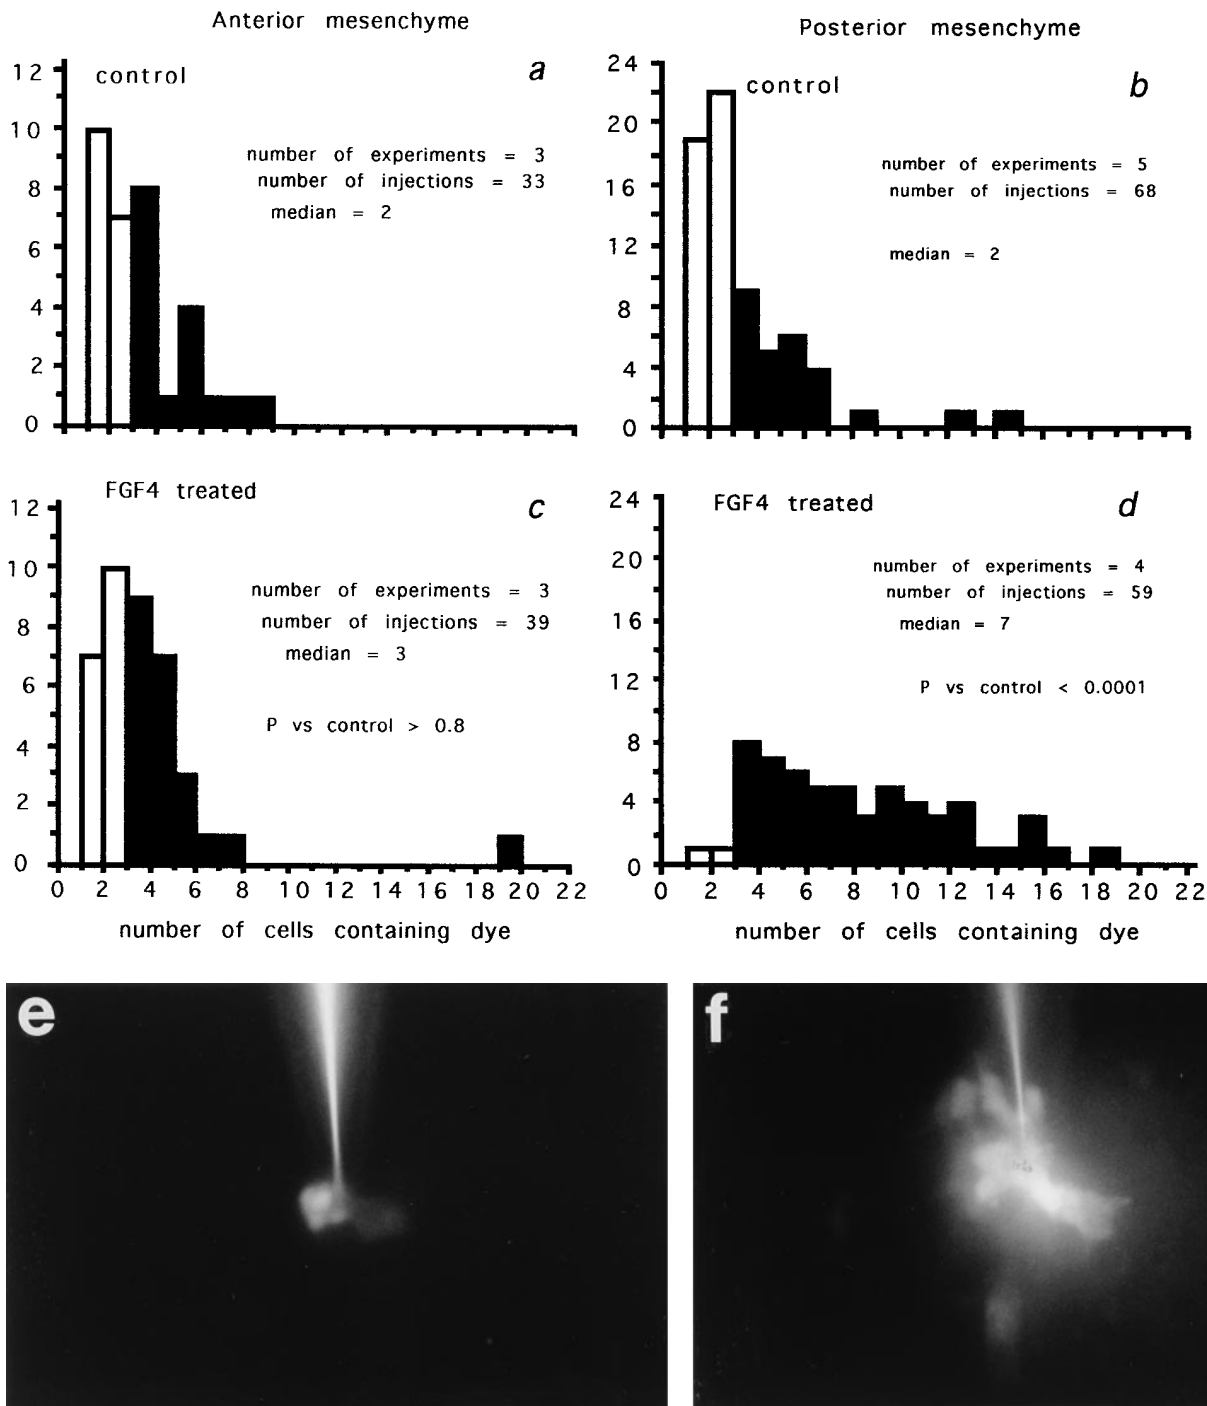 Anterior mesenchyme
Posterior mesenchyme
a
control
number of experiments = 3
number of injections = 33
median = 2
12
10
8
6
4
2
0
b
control
number of experiments = 5
number of injections = 68
median = 2
24
20
16
12
8
4
0
c
FGF4 treated
number of experiments = 3
number of injections = 39
median = 3
P vs control > 0.8
12
10
8
6
4
2
0
0 2 4 6 8 10 12 14 16 18 20 22
number of cells containing dye
d
FGF4 treated
number of experiments = 4
number of injections = 59
median = 7
P vs control < 0.0001
24
20
16
12
8
4
0
0 2 4 6 8 10 12 14 16 18 22
number of cells containing dye
e
f